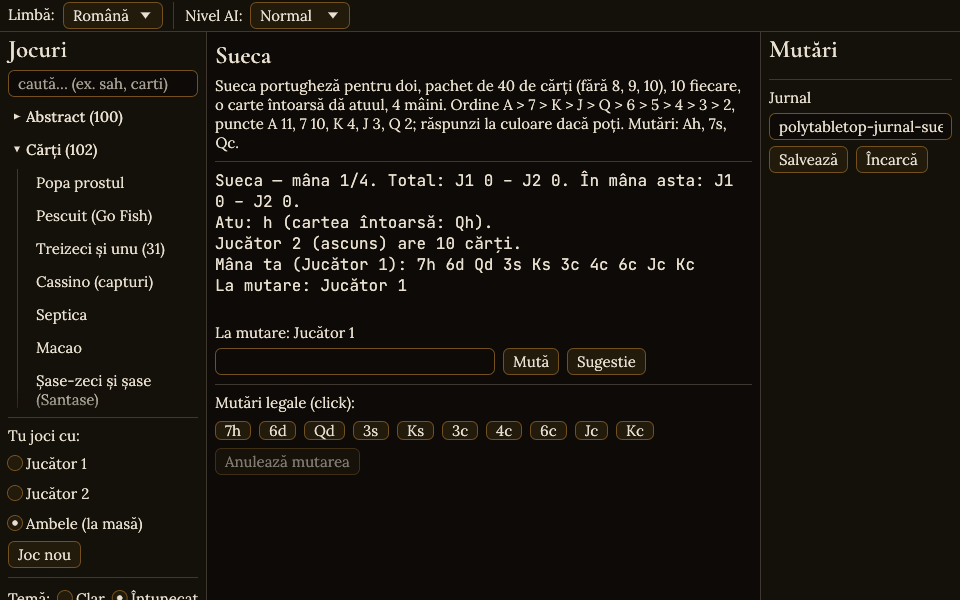 Limbă: Română ▼ Nivel AI: Normal ▼
Jocuri
caută... (ex. sah, carti)
▸ Abstract (100)
▾ Cărți (102)
Popa prostul
Pescuit (Go Fish)
Treizeci și unu (31)
Cassino (capturi)
Septica
Macao
Șase-zeci și șase
(Santase)
Tu joci cu:
Jucător 1
Jucător 2
Ambele (la masă)
Joc nou
Temă: Clar Întunecat
Sueca
Sueca portugheză pentru doi, pachet de 40 de cărți (fără 8, 9, 10), 10 fiecare,
o carte întoarsă dă atuul, 4 mâini. Ordine A > 7 > K > J > Q > 6 > 5 > 4 > 3 > 2,
puncte A 11, 7 10, K 4, J 3, Q 2; răspunzi la culoare dacă poți. Mutări: Ah, 7s,
Qc.
Sueca — mâna 1/4. Total: J1 0 – J2 0. În mâna asta: J1
0 – J2 0.
Atu: h (cartea întoarsă: Qh).
Jucător 2 (ascuns) are 10 cărți.
Mâna ta (Jucător 1): 7h 6d Qd 3s Ks 3c 4c 6c Jc Kc
La mutare: Jucător 1
La mutare: Jucător 1
Mută Sugestie
Mutări legale (click):
7h 6d Qd 3s Ks 3c 4c 6c Jc Kc
Anulează mutarea
Mutări
Jurnal
polytabletop-jurnal-sue
Salvează Încarcă